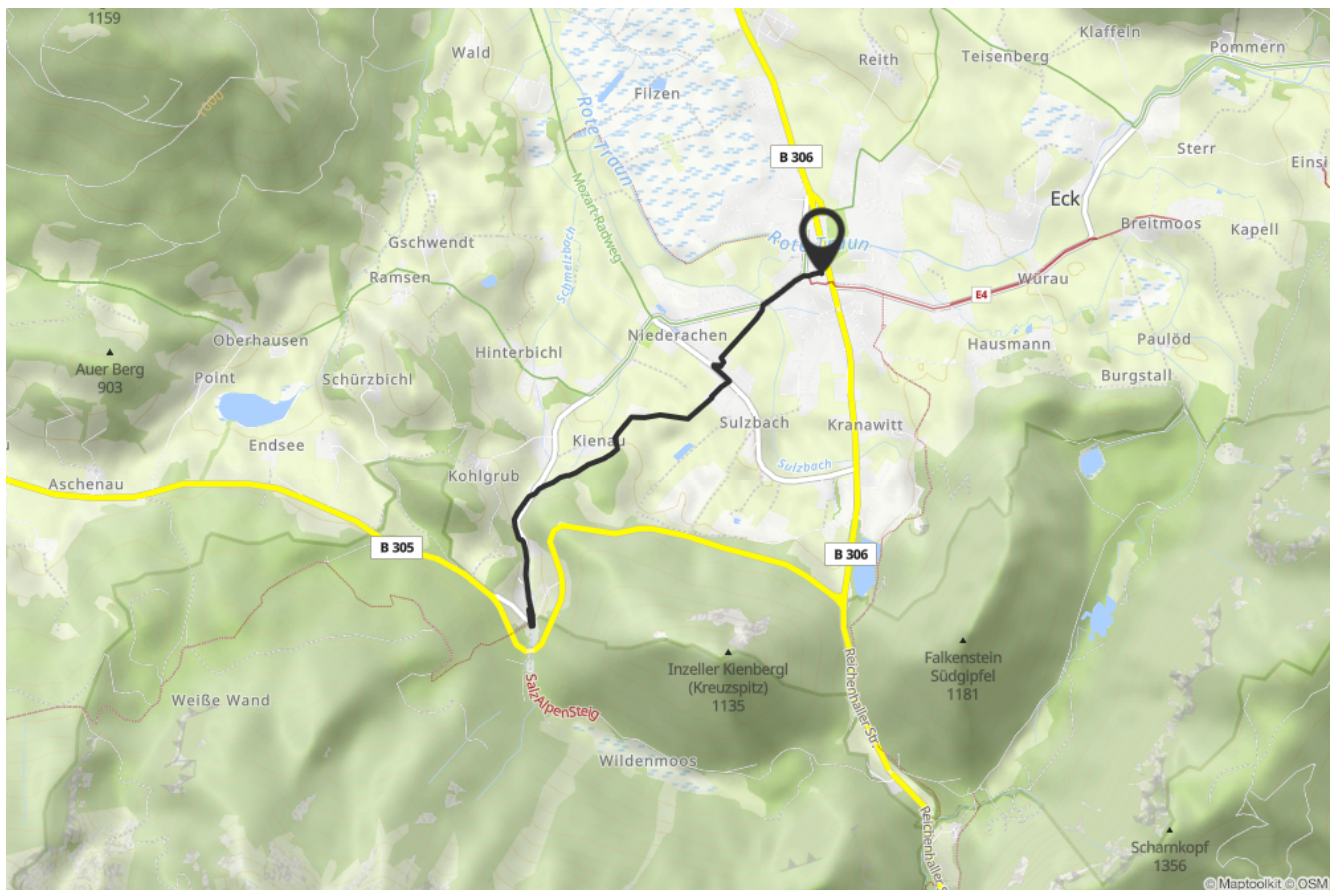 1159
1000
Wald
Filzen
Reith
Teisenberg
Klaffeln
Pommern
Rote Traun
B 306
Sterr
Einsi
Eck
Breitmoos
Kapell
Mozart-Radweg
Schmelzbach
Gschwendt
Ramsen
Rote Traun
E4
Würau
Oberhausen
Niederachen
Hausmann
Paulöd
Hinterbichl
Auer Berg
903
Point
Schürzbichl
Burgstall
Endsee
Kienau
Sulzbach
Kranawitt
Sulzbach
Kohlgrub
Aschenau
B 305
B 306
Inzeller Kienbergl
(Kreuzspitz)
1135
Falkenstein
Südgipfel
1181
Reichenhaller Str.
Weiße Wand
SalzAlpenSteig
Wildenmoos
Reichenhaller S
Scharnkopf
1356
© Maptoolkit © OSM